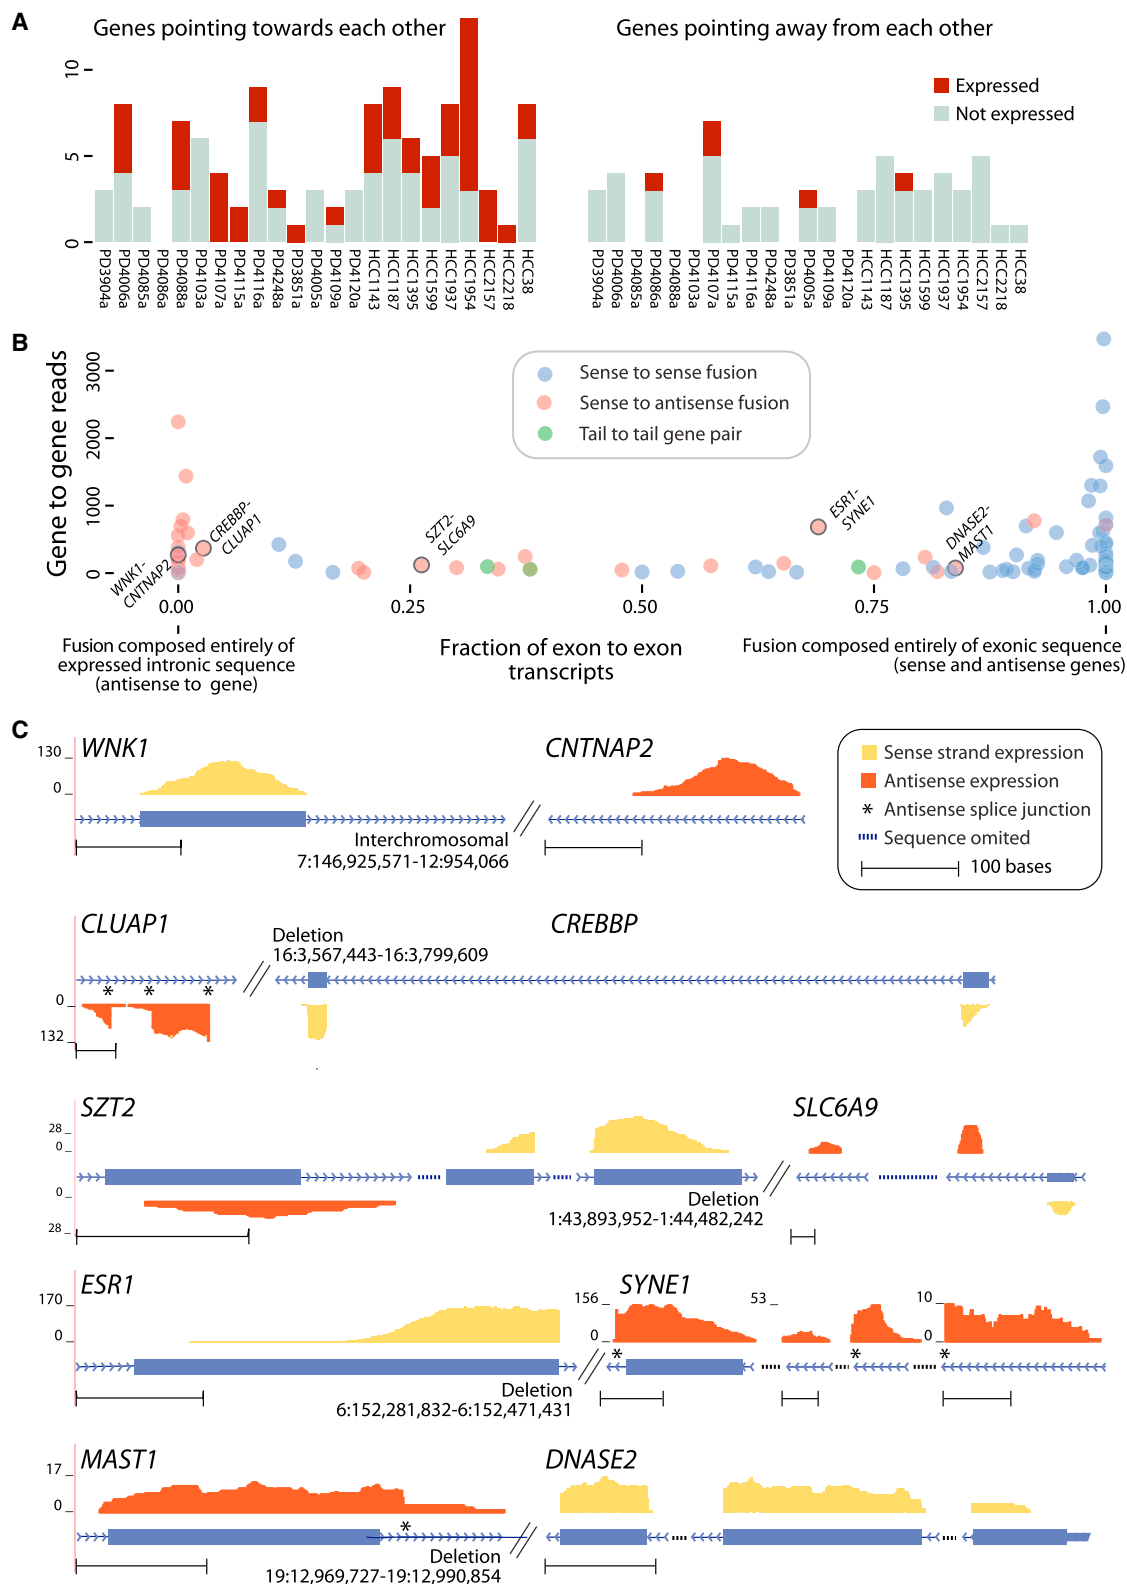 A
Genes pointing towards each other
Genes pointing away from each other
10
5
0
Expressed
Not expressed
PD3904a
PD4006a
PD4085a
PD4086a
PD4088a
PD4103a
PD4107a
PD4115a
PD4116a
PD4248a
PD3851a
PD4005a
PD4109a
PD4120a
HCC1143
HCC1187
HCC1395
HCC1599
HCC1937
HCC1954
HCC2157
HCC2218
HCC38
PD3904a
PD4006a
PD4085a
PD4086a
PD4088a
PD4103a
PD4107a
PD4115a
PD4116a
PD4248a
PD3851a
PD4005a
PD4109a
PD4120a
HCC1143
HCC1187
HCC1395
HCC1599
HCC1937
HCC1954
HCC2157
HCC2218
HCC38
B
Gene to gene reads
3000
2000
1000
0
Sense to sense fusion
Sense to antisense fusion
Tail to tail gene pair
WNK1-
CNTNAP2
CREBBP-
CLUAP1
SZT2-
SLC6A9
ESR1-
SYNE1
DNASE2-
MAST1
0.00
0.25
0.50
0.75
1.00
Fusion composed entirely of
expressed intronic sequence
(antisense to gene)
Fraction of exon to exon
transcripts
Fusion composed entirely of exonic sequence
(sense and antisense genes)
C
WNK1
CNTNAP2
130
0
Interchromosomal
7:146,925,571-12:954,066
Sense strand expression
Antisense expression
* Antisense splice junction
Sequence omited
100 bases
CLUAP1
Deletion
16:3,567,443-16:3,799,609
CREBBP
* * *
0
132
SZT2
SLC6A9
28
0
0
28
Deletion
1:43,893,952-1:44,482,242
ESR1
SYNE1
170
0
156
0
53
10
0
* * *
Deletion
6:152,281,832-6:152,471,431
MAST1
DNASE2
17
0
*
Deletion
19:12,969,727-19:12,990,854